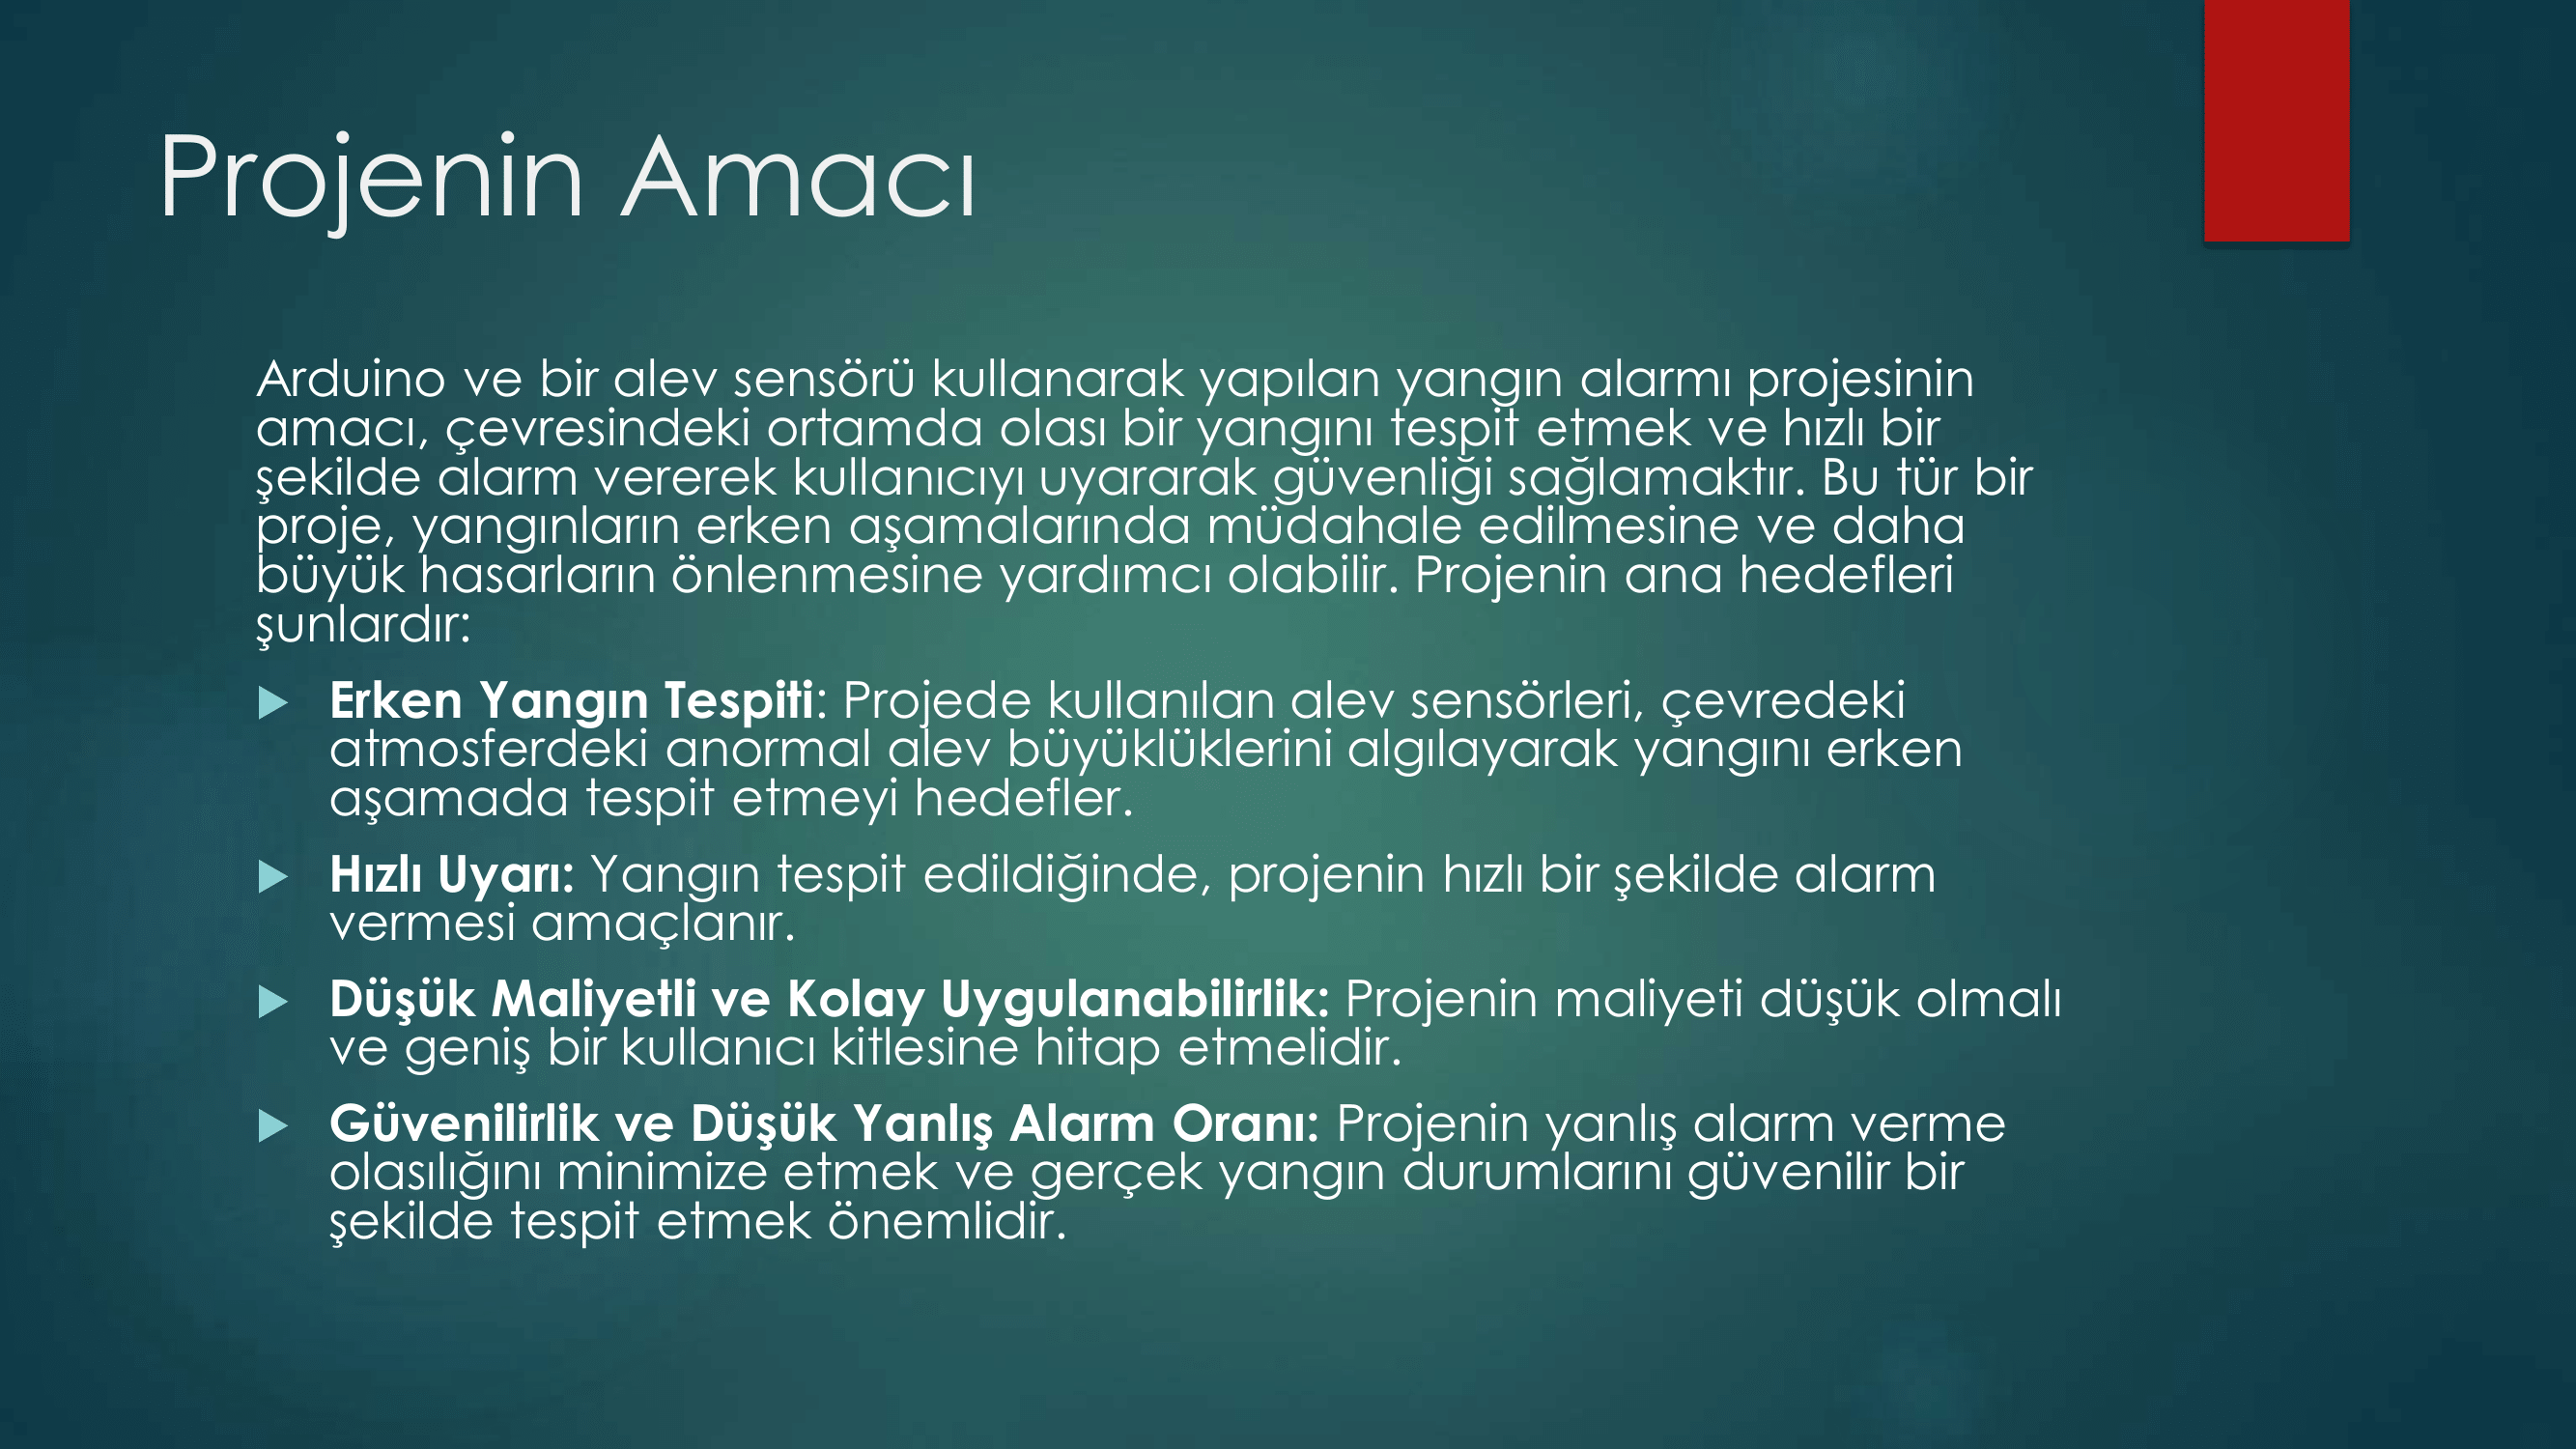 Projenin Amacı
Arduino ve bir alev sensörü kullanarak yapılan yangın alarmı projesinin
amacı, çevresindeki ortamda olası bir yangını tespit etmek ve hızlı bir
şekilde alarm vererek kullanıcıyı uyararak güvenliği sağlamaktır. Bu tür bir
proje, yangınların erken aşamalarında müdahale edilmesine ve daha
büyük hasarların önlenmesine yardımcı olabilir. Projenin ana hedefleri
şunlardır:
Erken Yangın Tespiti: Projede kullanılan alev sensörleri, çevredeki
atmosferdeki anormal alev büyüklüklerini algılayarak yangını erken
aşamada tespit etmeyi hedefler.
Hızlı Uyarı: Yangın tespit edildiğinde, projenin hızlı bir şekilde alarm
vermesi amaçlanır.
Düşük Maliyetli ve Kolay Uygulanabilirlik: Projenin maliyeti düşük olmalı
ve geniş bir kullanıcı kitlesine hitap etmelidir.
Güvenilirlik ve Düşük Yanlış Alarm Oranı: Projenin yanlış alarm verme
olasılığını minimize etmek ve gerçek yangın durumlarını güvenilir bir
şekilde tespit etmek önemlidir.